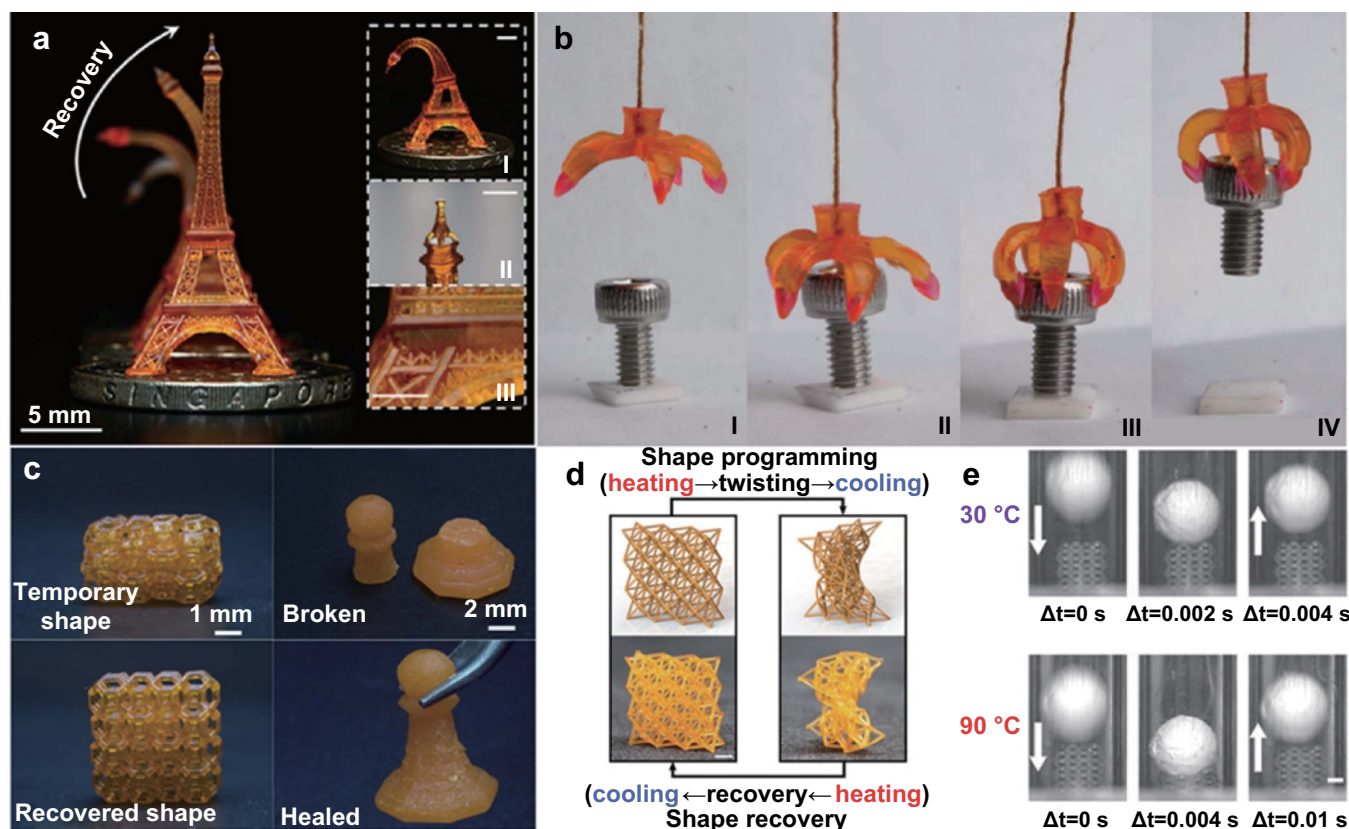 a
Recovery
SINGAPORE
5 mm
I
II
III
b
I
II
III
IV
c
Temporary
shape
1 mm
Broken
2 mm
Recovered shape
Healed
d
Shape programming
(heating→twisting→cooling)
(cooling←recovery←heating)
Shape recovery
e
30 °C
Δt=0 s
Δt=0.002 s
Δt=0.004 s
90 °C
Δt=0 s
Δt=0.004 s
Δt=0.01 s